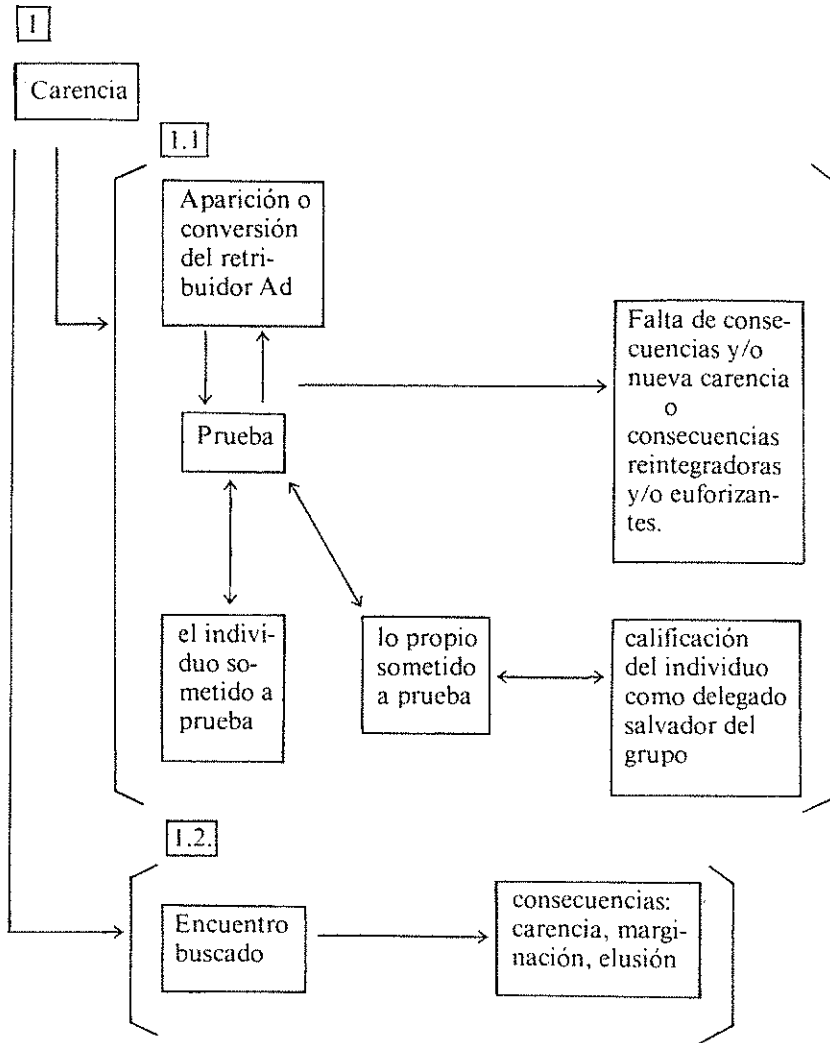 1
Carencia
1.1
Aparición o
conversión
del retri-
buidor Ad
Prueba
Falta de conse-
cuencias y/o
nueva carencia
o
consecuencias
reintegradoras
y/o euforizan-
tes.
el indivi-
duo so-
metido a
prueba
lo propio
sometido
a prueba
calificación
del individuo
como delegado
salvador del
grupo
1.2.
Encuentro
buscado
consecuencias:
carencia, margi-
nación, elusión